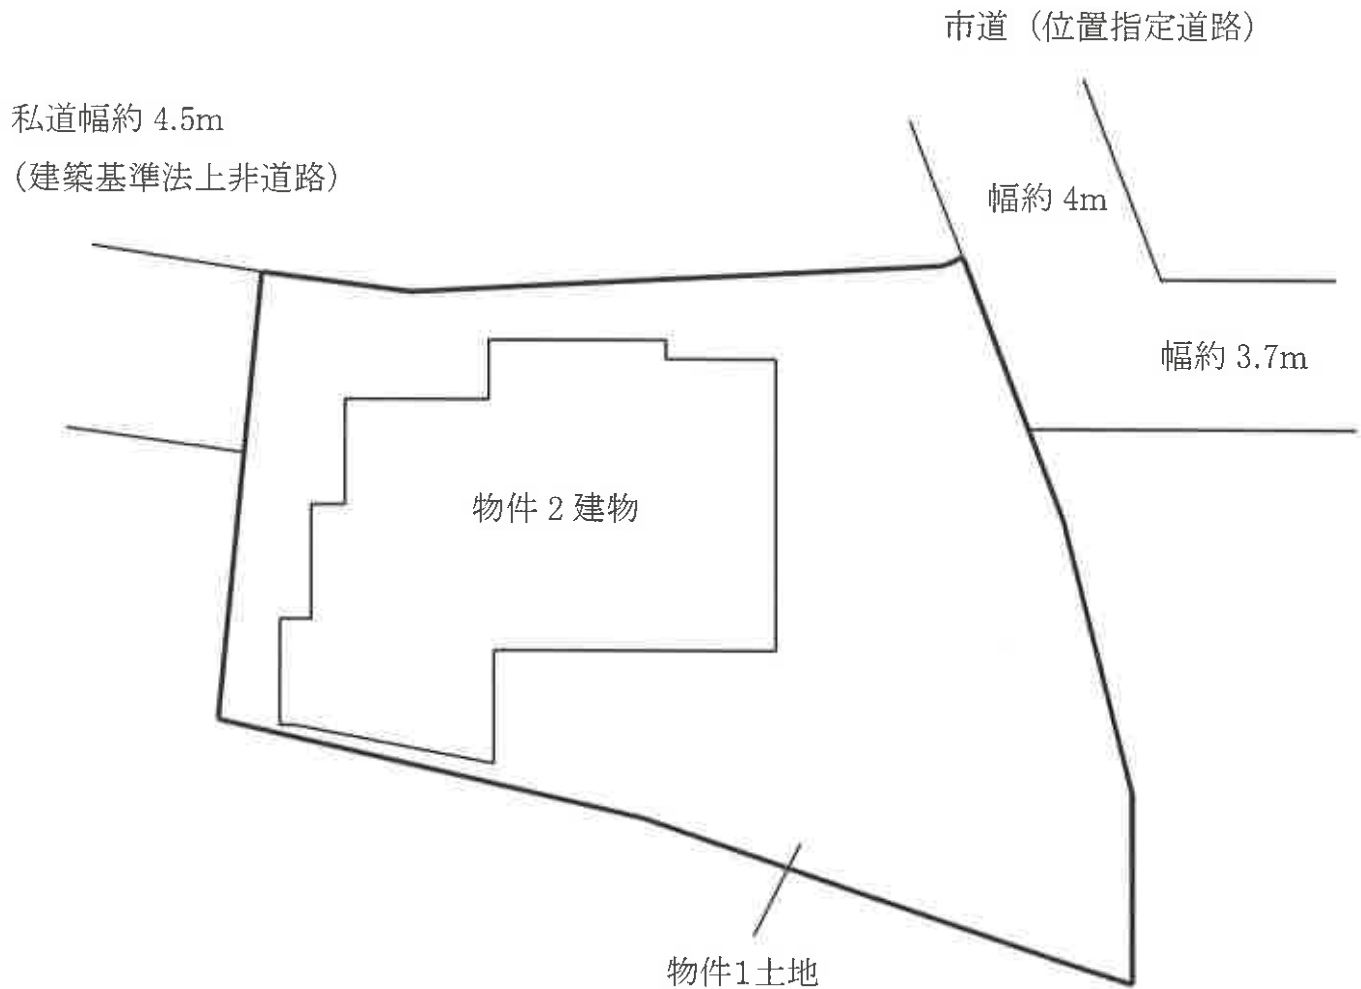 市道（位置指定道路）
私道幅約 4.5m
（建築基準法上非道路）
幅約 4m
幅約 3.7m
物件 2 建物
物件1土地